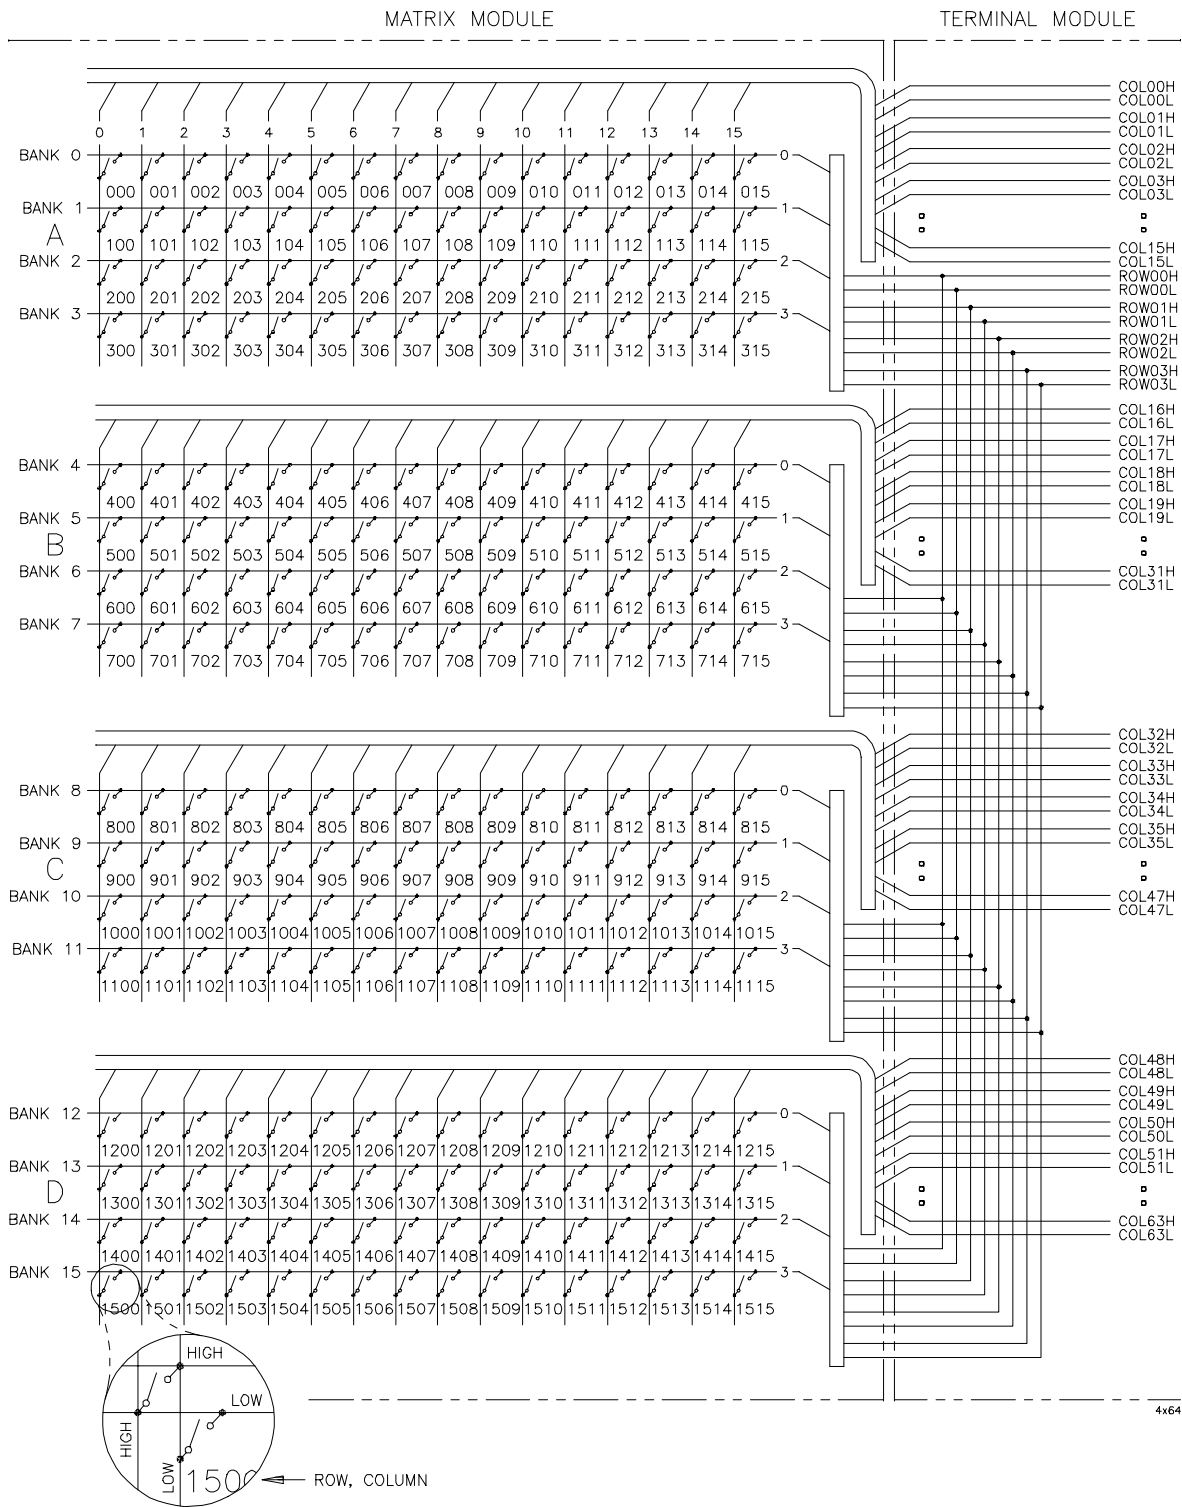 MATRIX MODULE TERMINAL MODULE
COL00H
COL00L
COL01H
COL01L
COL02H
COL02L
COL03H
COL03L
COL15H
COL15L
ROW00H
ROW00L
ROW01H
ROW01L
ROW02H
ROW02L
ROW03H
ROW03L
0 1 2 3 4 5 6 7 8 9 10 11 12 13 14 15
BANK 0 0
000 001 002 003 004 005 006 007 008 009 010 011 012 013 014 015
BANK 1 1
A
100 101 102 103 104 105 106 107 108 109 110 111 112 113 114 115
BANK 2 2
200 201 202 203 204 205 206 207 208 209 210 211 212 213 214 215
BANK 3 3
300 301 302 303 304 305 306 307 308 309 310 311 312 313 314 315
COL16H
COL16L
COL17H
COL17L
COL18H
COL18L
COL19H
COL19L
COL31H
COL31L
BANK 4 0
400 401 402 403 404 405 406 407 408 409 410 411 412 413 414 415
BANK 5 1
B
500 501 502 503 504 505 506 507 508 509 510 511 512 513 514 515
BANK 6 2
600 601 602 603 604 605 606 607 608 609 610 611 612 613 614 615
BANK 7 3
700 701 702 703 704 705 706 707 708 709 710 711 712 713 714 715
COL32H
COL32L
COL33H
COL33L
COL34H
COL34L
COL35H
COL35L
COL47H
COL47L
BANK 8 0
800 801 802 803 804 805 806 807 808 809 810 811 812 813 814 815
BANK 9 1
C
900 901 902 903 904 905 906 907 908 909 910 911 912 913 914 915
BANK 10 2
1000 1001 1002 1003 1004 1005 1006 1007 1008 1009 1010 1011 1012 1013 1014 1015
BANK 11 3
1100 1101 1102 1103 1104 1105 1106 1107 1108 1109 1110 1111 1112 1113 1114 1115
COL48H
COL48L
COL49H
COL49L
COL50H
COL50L
COL51H
COL51L
COL63H
COL63L
BANK 12 0
1200 1201 1202 1203 1204 1205 1206 1207 1208 1209 1210 1211 1212 1213 1214 1215
BANK 13 1
D
1300 1301 1302 1303 1304 1305 1306 1307 1308 1309 1310 1311 1312 1313 1314 1315
BANK 14 2
1400 1401 1402 1403 1404 1405 1406 1407 1408 1409 1410 1411 1412 1413 1414 1415
BANK 15 3
1500 1501 1502 1503 1504 1505 1506 1507 1508 1509 1510 1511 1512 1513 1514 1515
HIGH
LOW
HIGH
LOW
1500
ROW, COLUMN
4x64